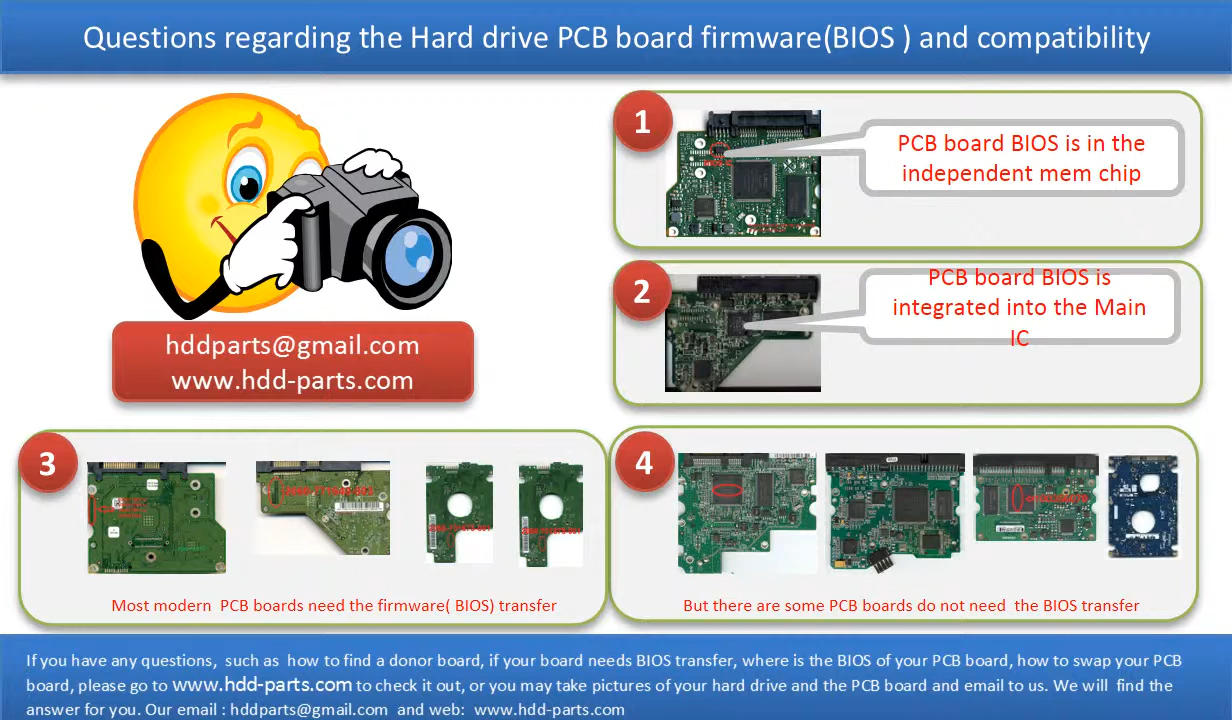 Questions regarding the Hard drive PCB board firmware(BIOS ) and compatibility
hddparts@gmail.com
www.hdd-parts.com
1
PCB board BIOS is in the
independent mem chip
2
PCB board BIOS is
integrated into the Main
IC
3
Most modern PCB boards need the firmware( BIOS) transfer
4
But there are some PCB boards do not need the BIOS transfer
If you have any questions, such as how to find a donor board, if your board needs BIOS transfer, where is the BIOS of your PCB board, how to swap your PCB
board, please go to www.hdd-parts.com to check it out, or you may take pictures of your hard drive and the PCB board and email to us. We will find the
answer for you. Our email : hddparts@gmail.com and web: www.hdd-parts.com